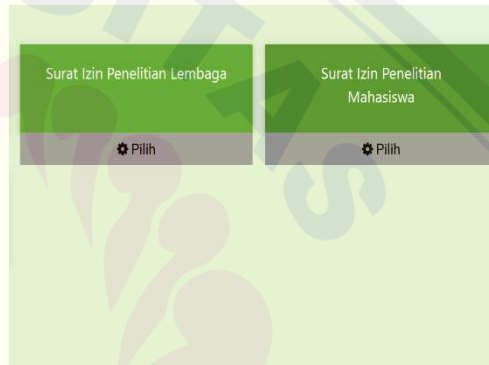 Surat Izin Penelitian Lembaga
Pilih
Surat Izin Penelitian
Mahasiswa
Pilih